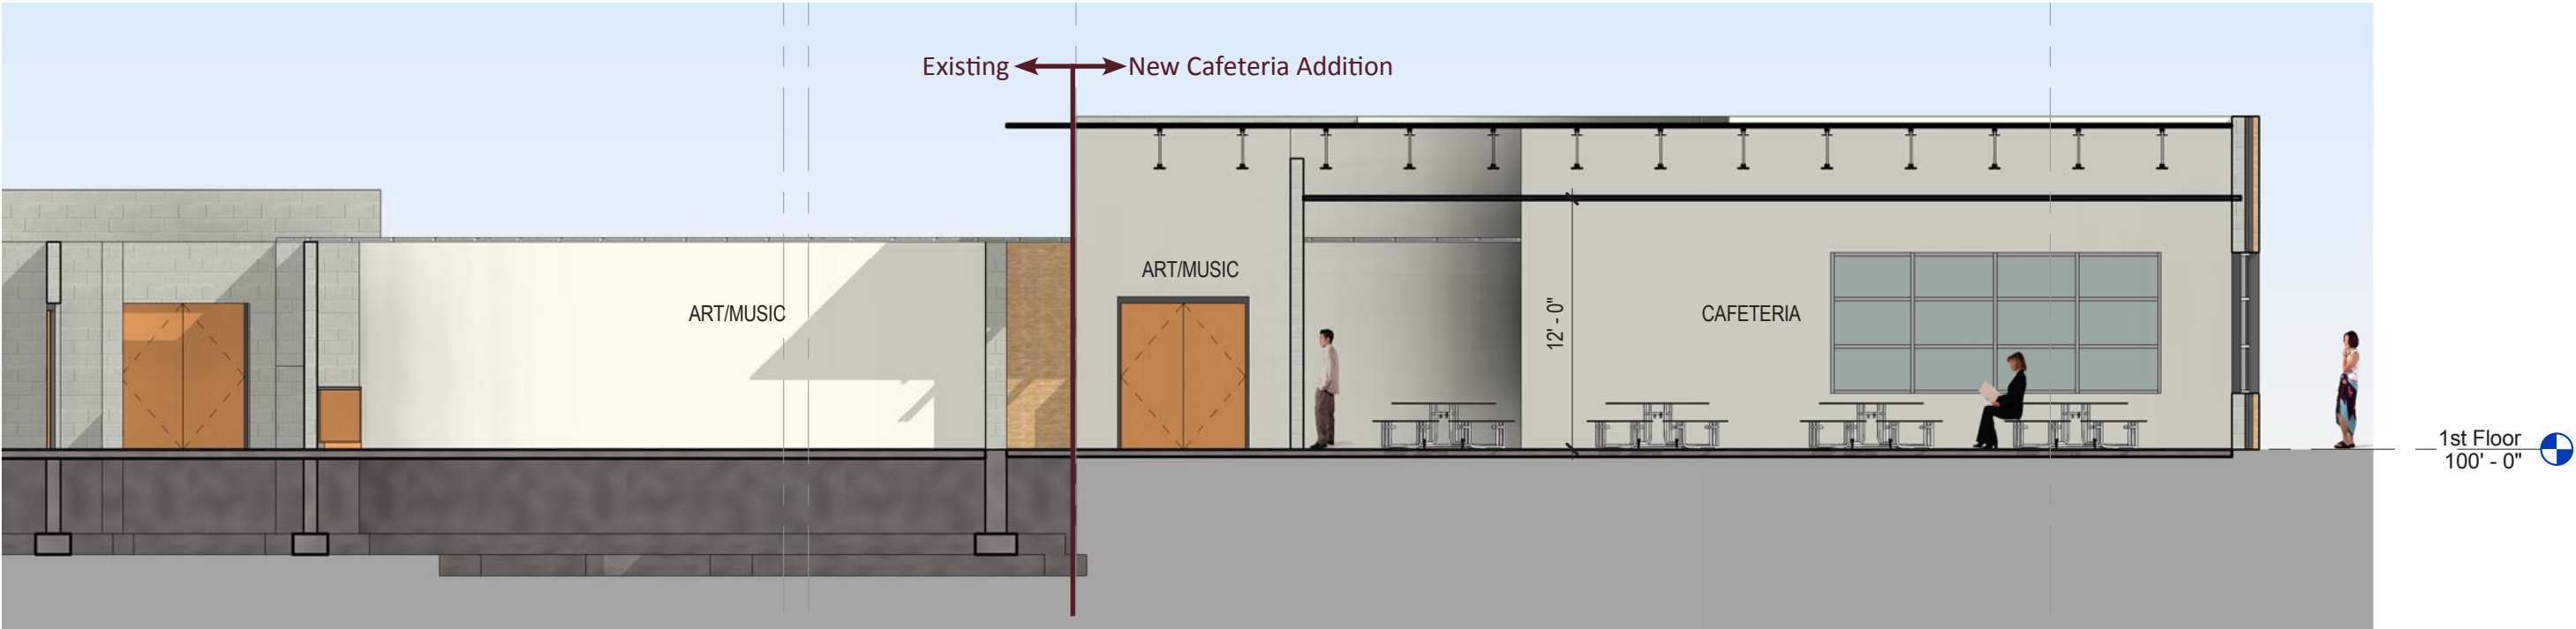 Existing
New Cafeteria Addition
ART/MUSIC
ART/MUSIC
12' - 0"
CAFETERIA
1st Floor
100' - 0"